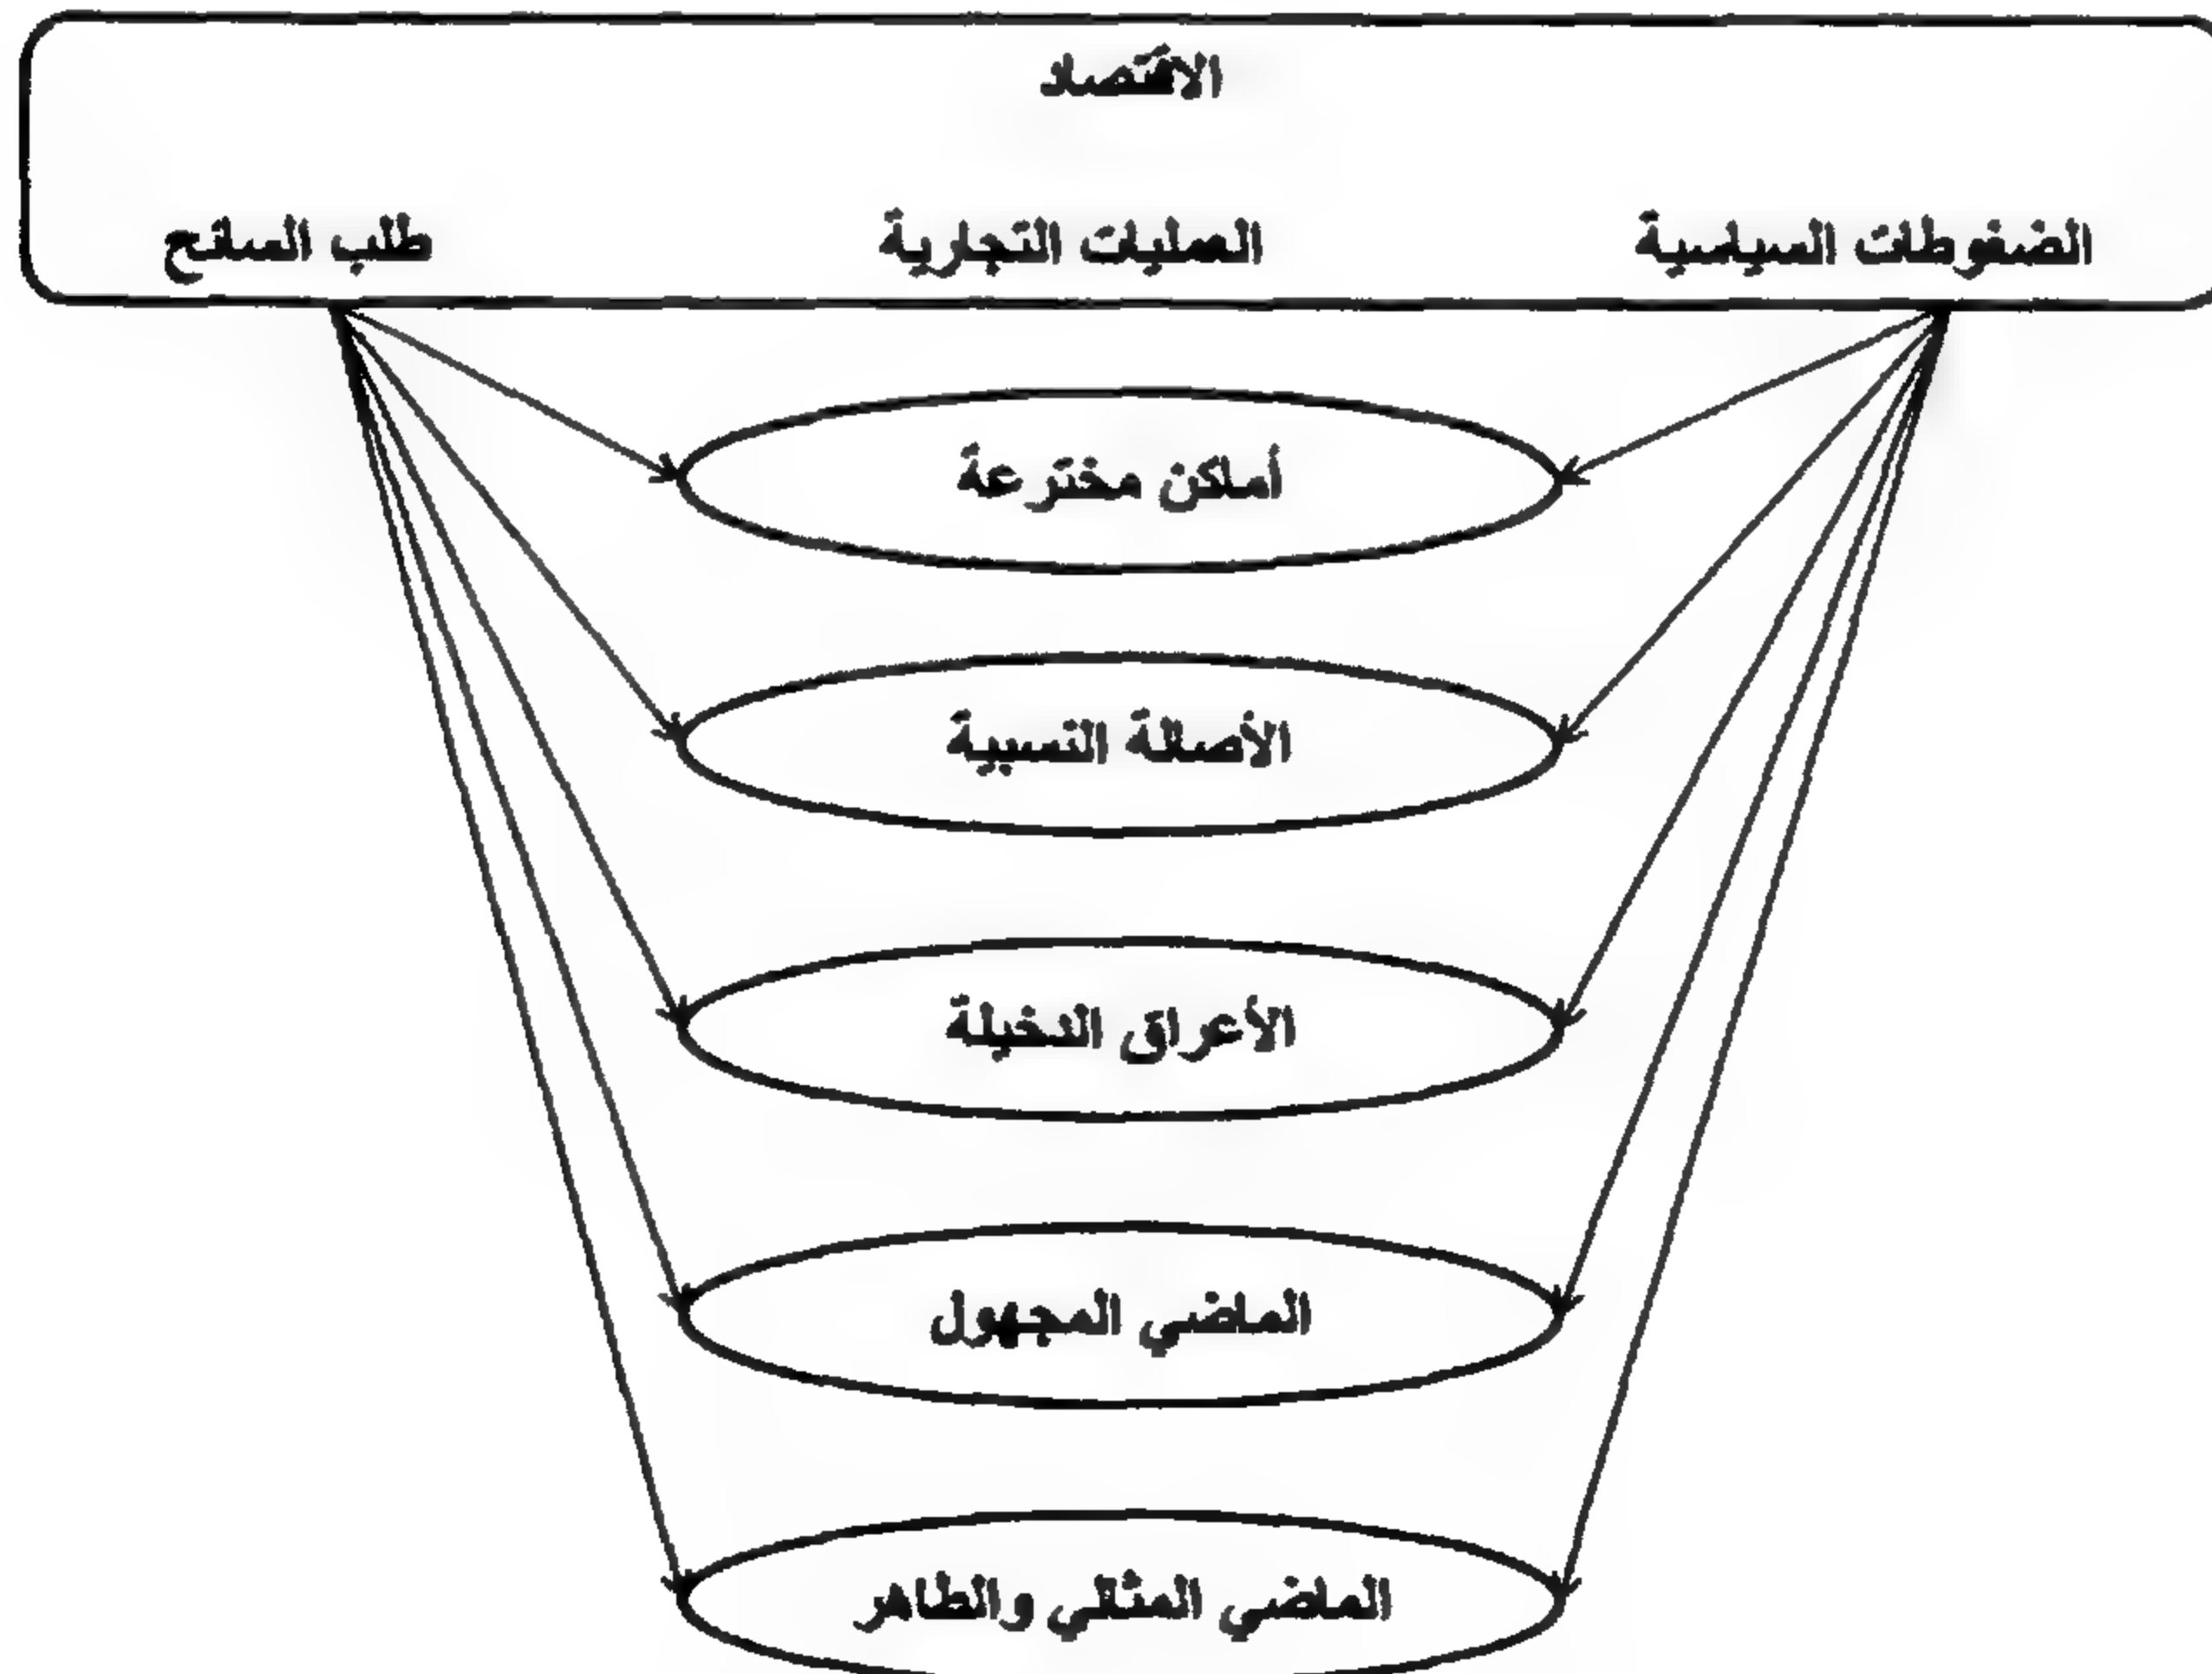 الاقتصاد
الضغوطات السياسية العمليات التجارية طلب السائح
أماكن مخترعة
الأصالة النسبية
الأعراق الدخيلة
الماضي المجهول
الماضي المثالي والطاهر